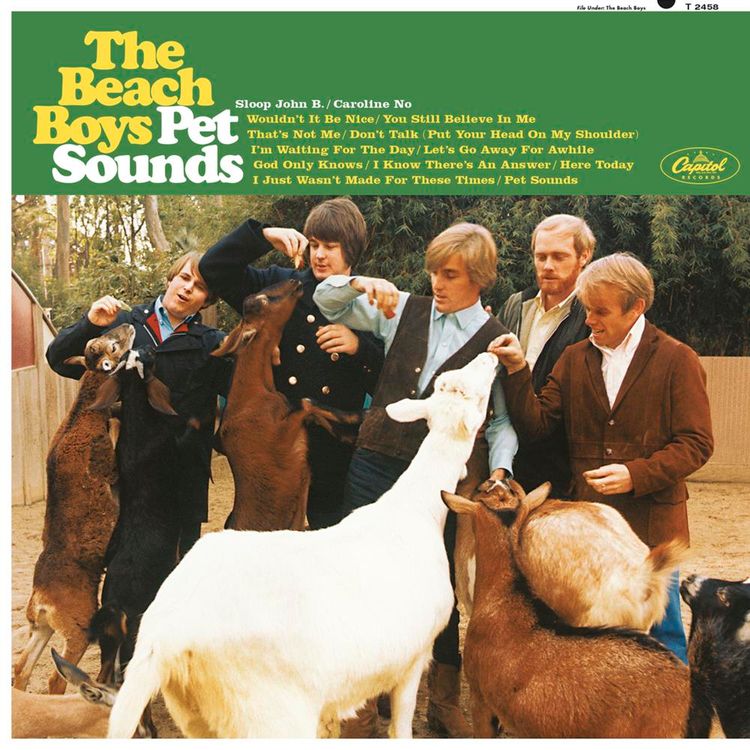 File Under: The Beach Boys
T 2458
The
Beach
Boys Pet
Sounds
Sloop John B. / Caroline No
Wouldn't It Be Nice / You Still Believe In Me
That's Not Me / Don't Talk (Put Your Head On My Shoulder)
I'm Waiting For The Day / Let's Go Away For Awhile
God Only Knows / I Know There's An Answer / Here Today
I Just Wasn't Made For These Times / Pet Sounds
Capitol
RECORDS